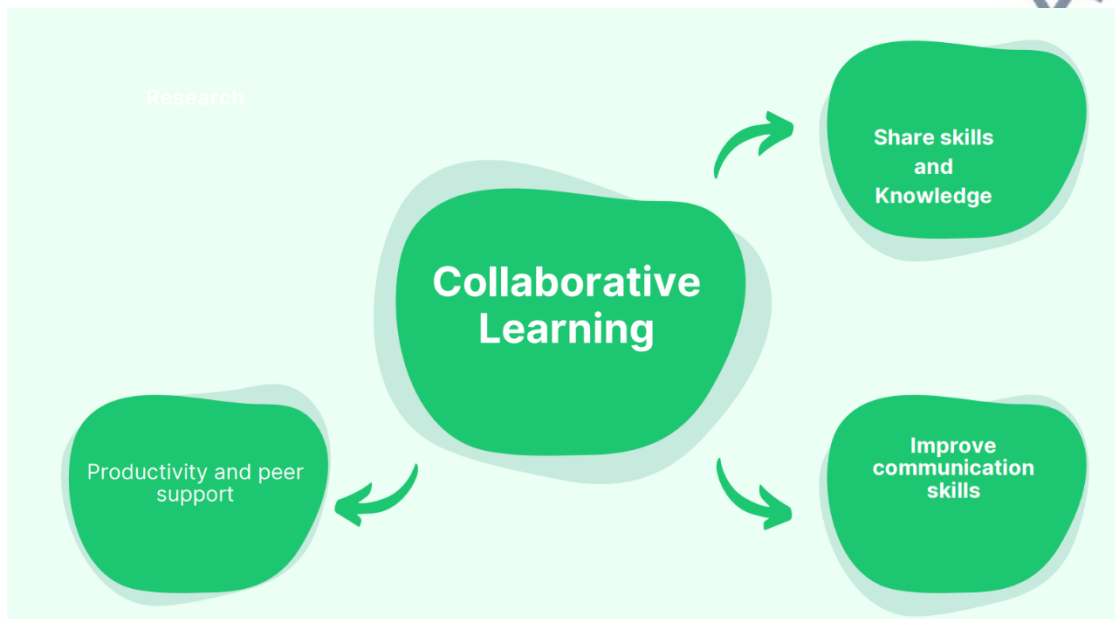 Research
Share skills
and
Knowledge
Collaborative
Learning
Productivity and peer
support
Improve
communication
skills